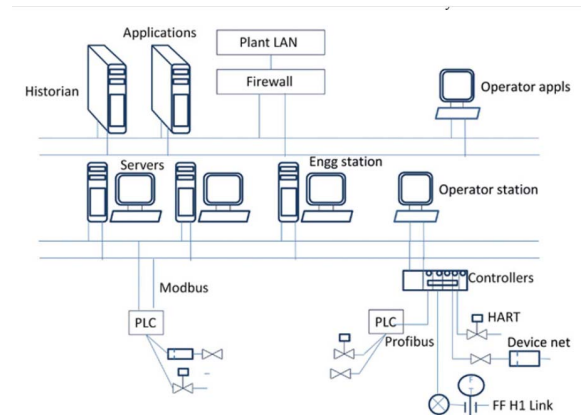 Applications
Plant LAN
Firewall
Historian
Operator appls
Servers
Engg station
Operator station
Controllers
Modbus
PLC
PLC
Profibus
HART
Device net
FF H1 Link